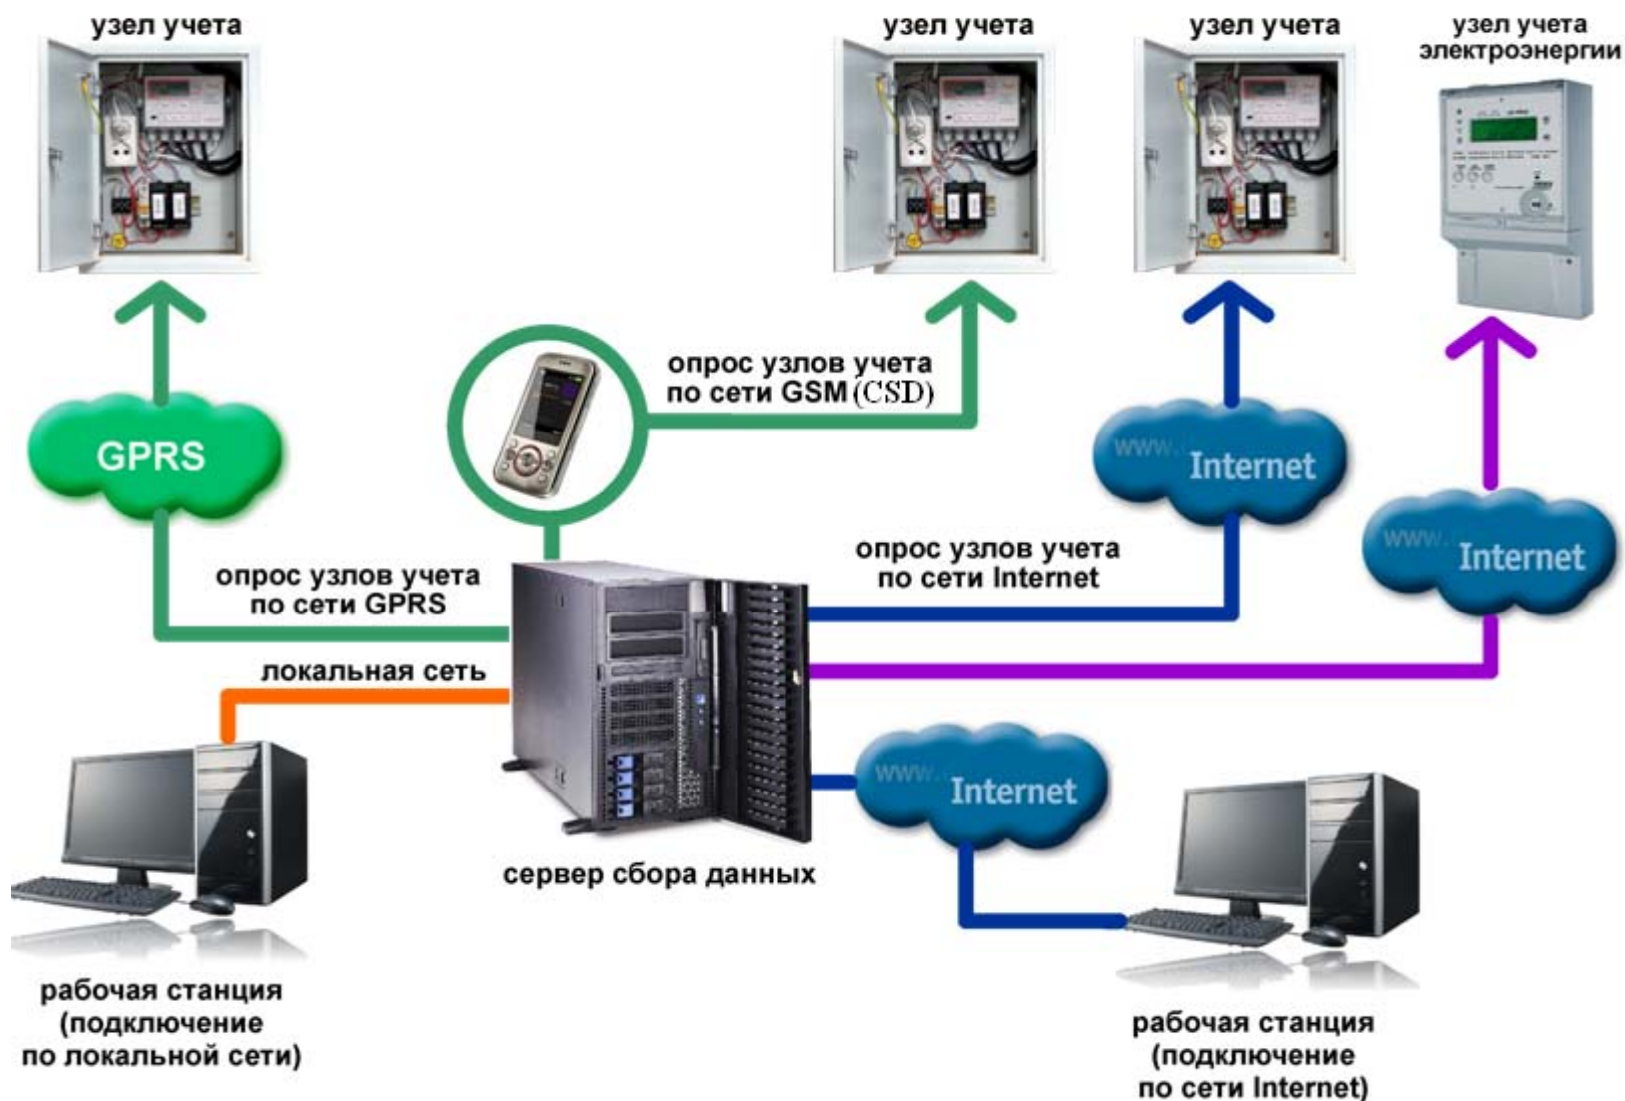 узел учета
узел учета
узел учета
узел учета
электроэнергии
опрос узлов учета
по сети GSM (CSD)
GPRS
www.
Internet
www.
Internet
опрос узлов учета
по сети GPRS
опрос узлов учета
по сети Internet
локальная сеть
www.
Internet
сервер сбора данных
рабочая станция
(подключение
по локальной сети)
рабочая станция
(подключение
по сети Internet)